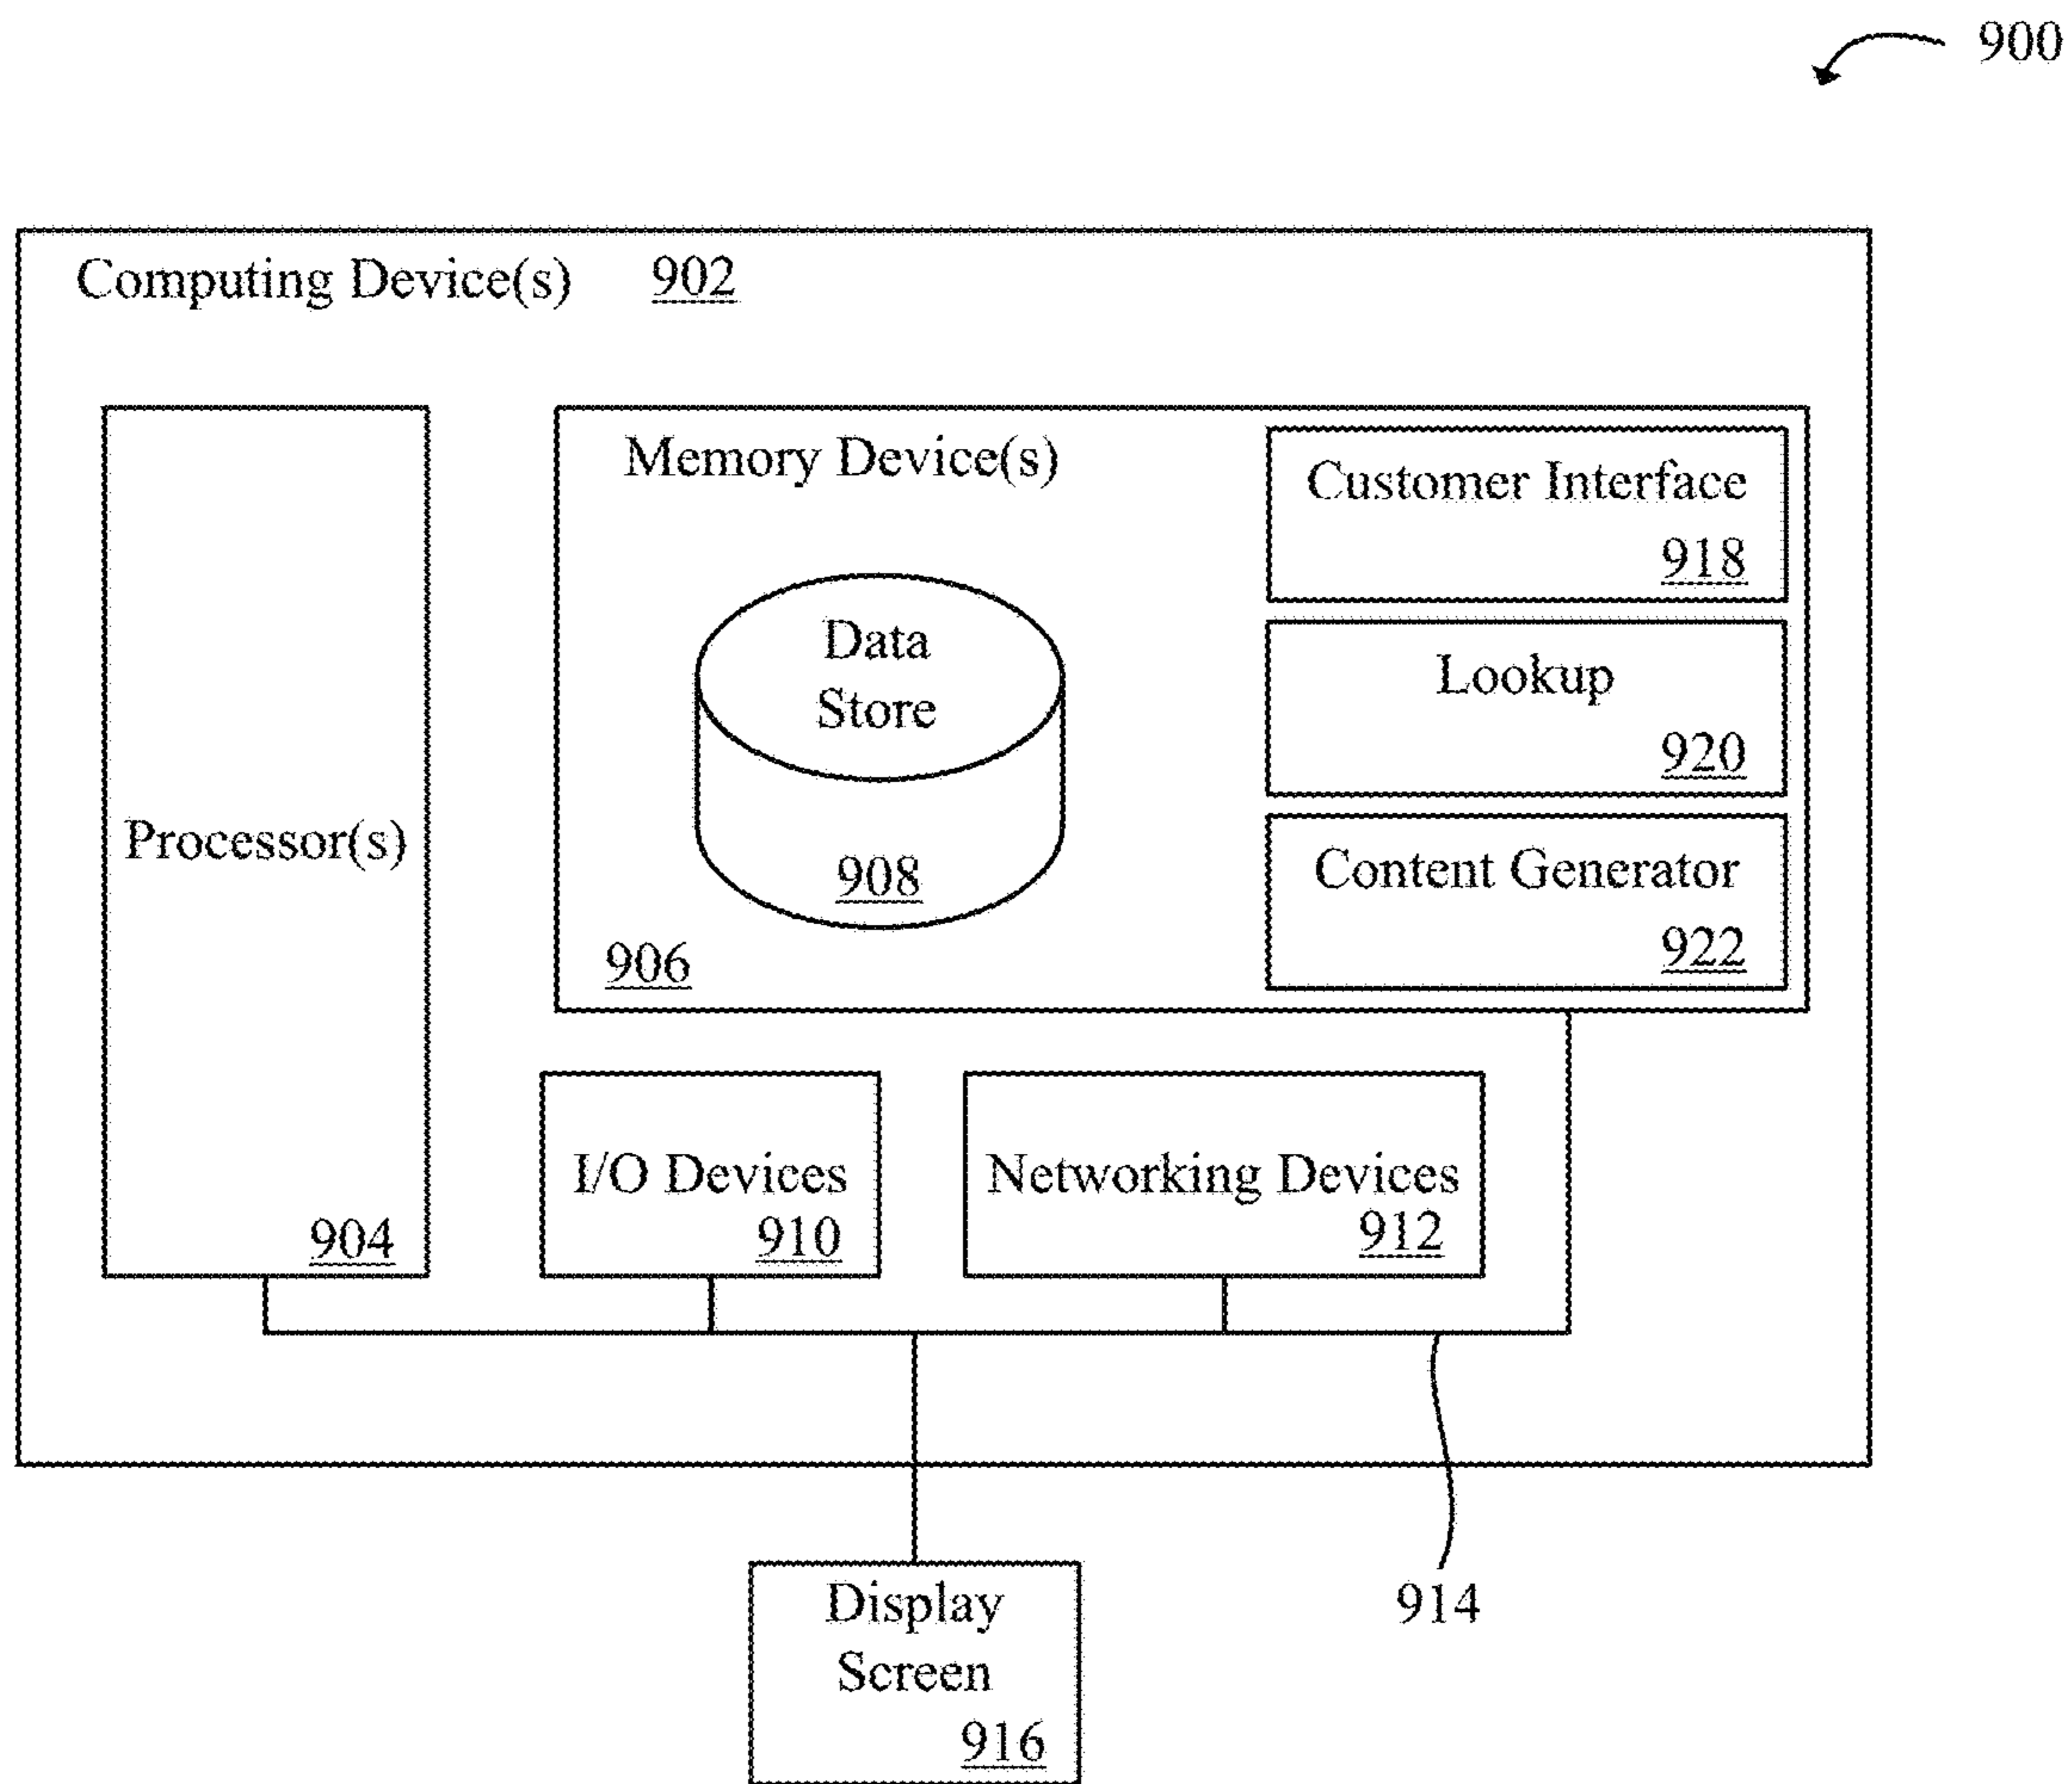 900
Computing Device(s) 902
Memory Device(s)
Customer Interface
918
Data
Store
908
906
Lookup
920
Content Generator
922
Processor(s)
904
I/O Devices
910
Networking Devices
912
914
Display
Screen
916